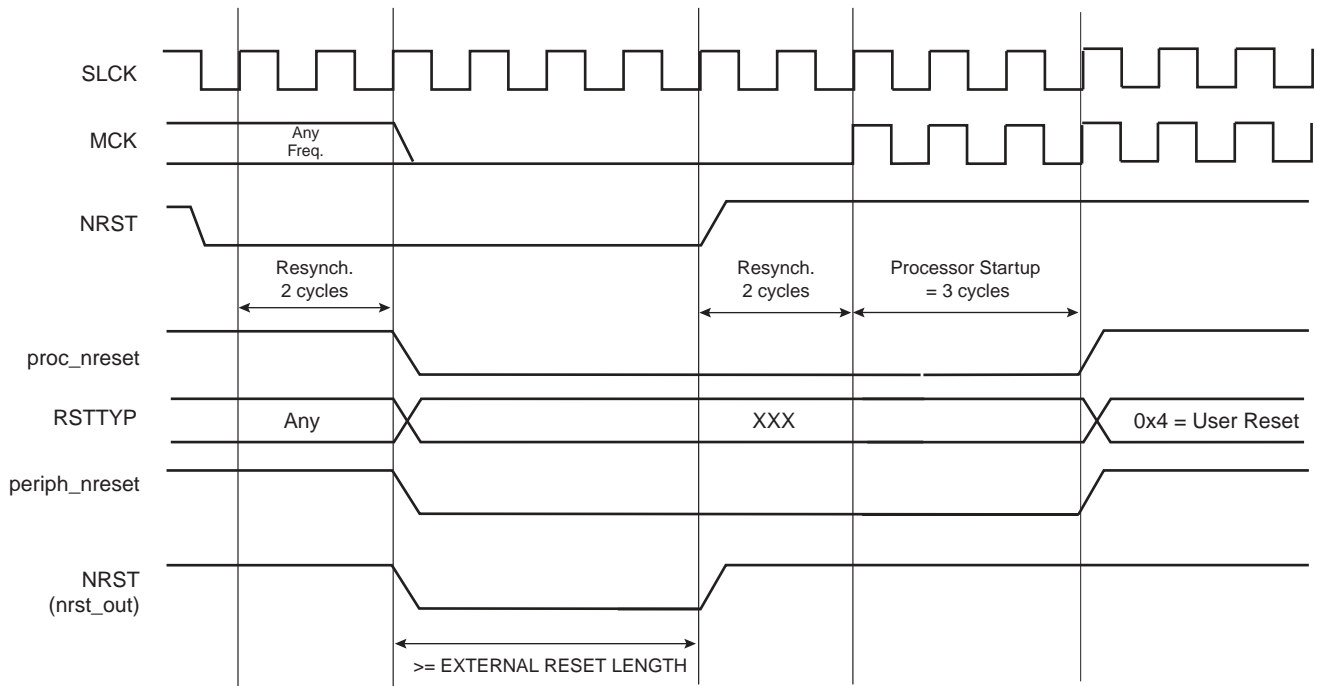 SLCK
MCK
Any
Freq.
NRST
Resynch.
2 cycles
Resynch.
2 cycles
Processor Startup
= 3 cycles
proc_nreset
RSTTYP
Any
XXX
0x4 = User Reset
periph_nreset
NRST
(nrst_out)
>= EXTERNAL RESET LENGTH